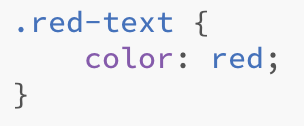 .red-text {
    color: red;
}